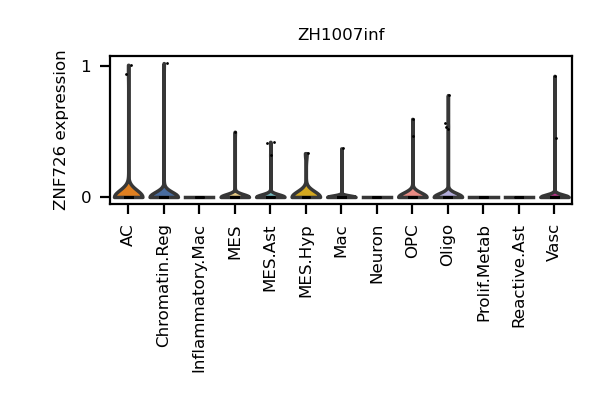 ZH1007inf
ZNF726 expression
1
0
AC
Chromatin.Reg
Inflammatory.Mac
MES
MES.Ast
MES.Hyp
Mac
Neuron
OPC
Oligo
Prolif.Metab
Reactive.Ast
Vasc